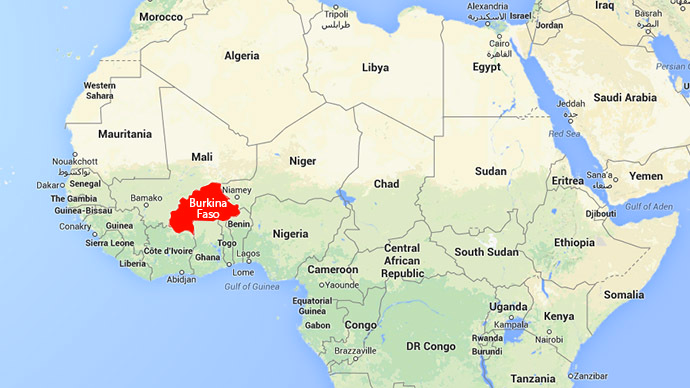 Morocco
Tripoli
طرابلس
Alexandria
الإسكندرية
Israel
Iraq
Basrah
البصرة
Jordan
Cairo
القاهرة
Algeria
Libya
Egypt
Western
Sahara
Persian G
Jeddah
جدة
Saudi Arabia
Red Sea
Mauritania
Mali
Niger
Chad
Sudan
Nouakchott
نواكشوط
Eritrea
Sana'a
صنعاء
Yemen
Dakar
Senegal
The Gambia
Guinea-Bissau
Bamako
Burkina
Faso
Niamey
Gulf of Aden
Djibouti
Conakry
Guinea
Benin
Sierra Leone
Côte d'Ivoire
Togo
Ghana
Nigeria
Ethiopia
Liberia
Lagos
Lome
Abidjan
Gulf of Guinea
Central
African
Republic
South Sudan
Cameroon
Yaounde
Somalia
Equatorial
Guinea
Gabon
Congo
DR Congo
Uganda
Kampala
Kenya
Nairobi
Rwanda
Burundi
Brazzaville
Tanzania
Zanzibar